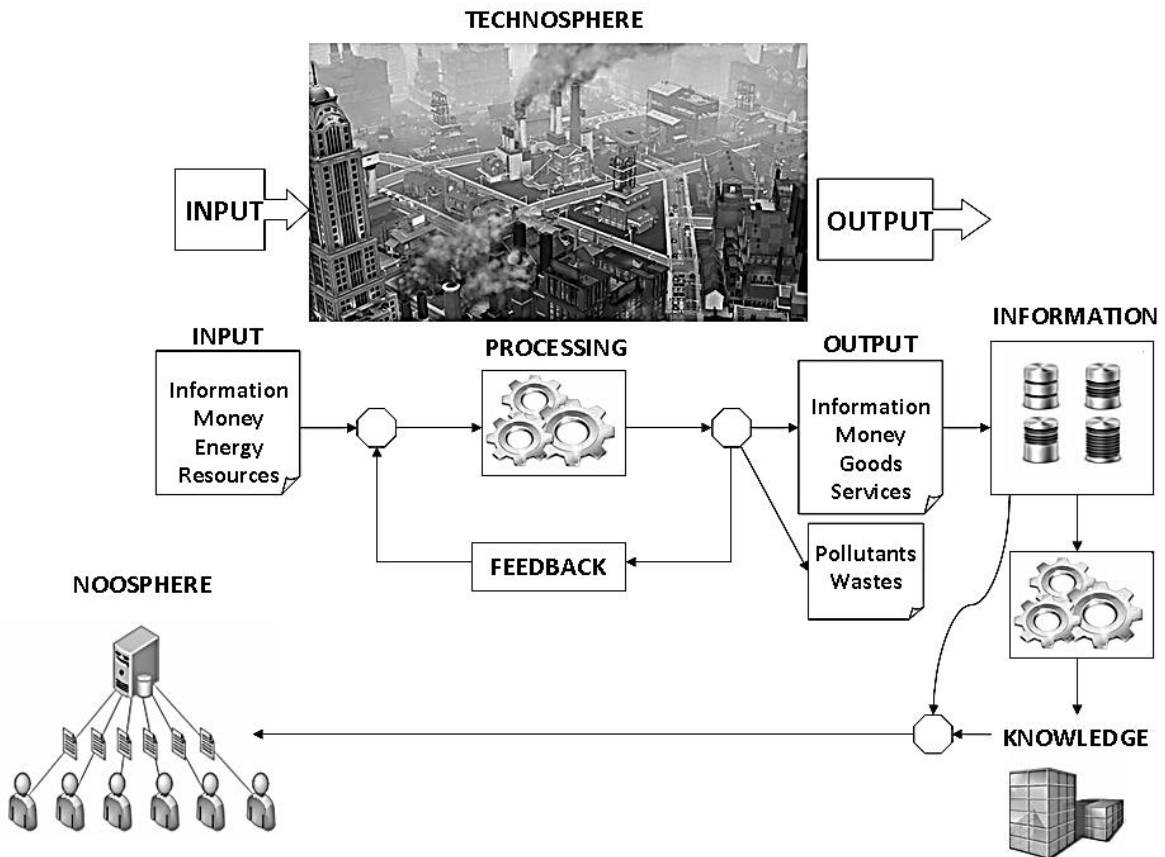 TECHNOSPHERE
INPUT
OUTPUT
INPUT
Information
Money
Energy
Resources
PROCESSING
OUTPUT
Information
Money
Goods
Services
INFORMATION
FEEDBACK
Pollutants
Wastes
NOOSPHERE
KNOWLEDGE